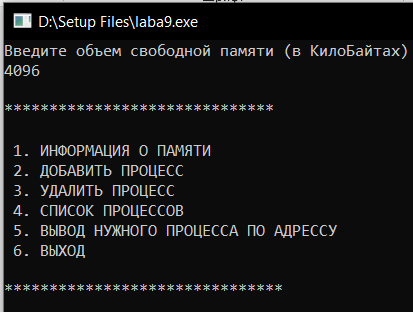 D:\Setup Files\laba9.exe
Введите объем свободной памяти (в КилоБайтах)
4096
******************************
1. ИНФОРМАЦИЯ О ПАМЯТИ
2. ДОБАВИТЬ ПРОЦЕСС
3. УДАЛИТЬ ПРОЦЕСС
4. СПИСОК ПРОЦЕССОВ
5. ВЫВОД НУЖНОГО ПРОЦЕССА ПО АДРЕССУ
6. ВЫХОД
*******************************